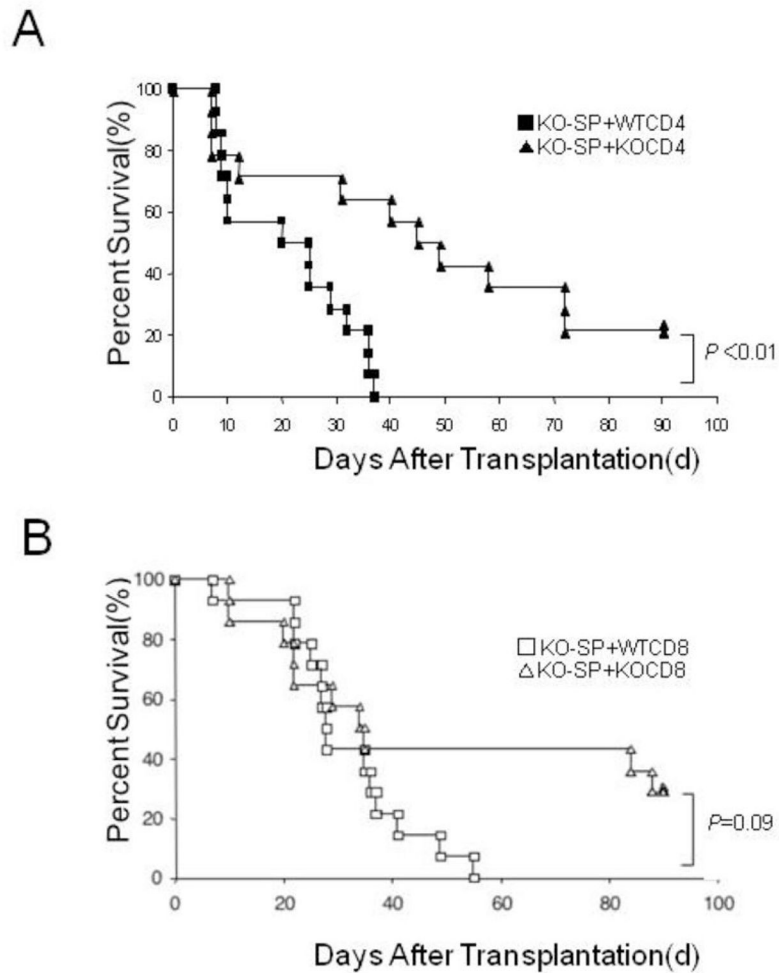 A
Percent Survival(%)
100
80
60
40
20
0
KO-SP+WTCD4
KO-SP+KOCD4
P <0.01
0 10 20 30 40 50 60 70 80 90 100
Days After Transplantation(d)
B
Percent Survival(%)
100
80
60
40
20
0
KO-SP+WTCD8
KO-SP+KOCD8
P=0.09
0 20 40 60 80 100
Days After Transplantation(d)